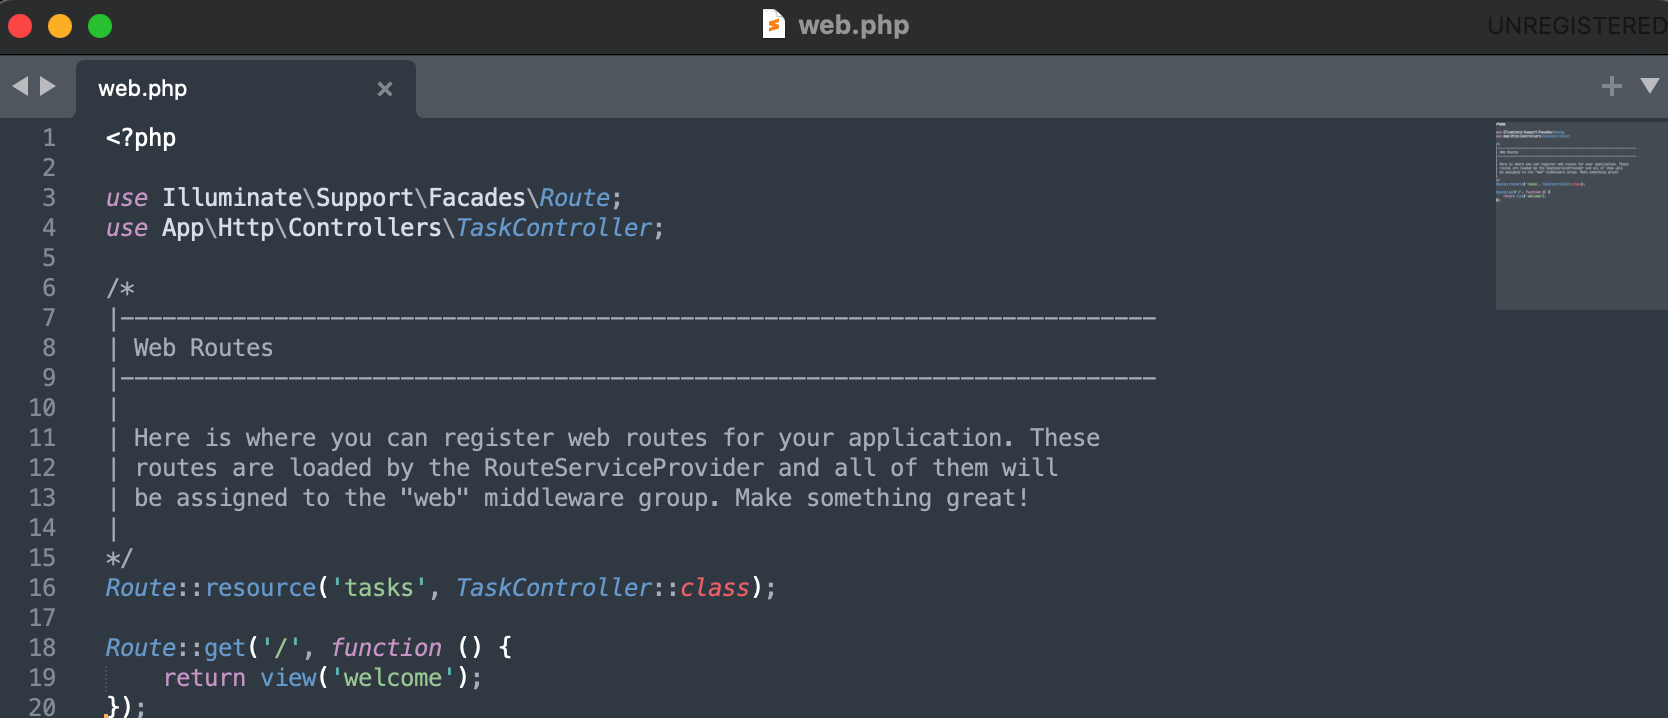 web.php
UNREGISTERED
web.php
1 <?php
2
3 use Illuminate\Support\Facades\Route;
4 use App\Http\Controllers\TaskController;
5
6 /*
7 |--------------------------------------------------------------------------
8 | Web Routes
9 |--------------------------------------------------------------------------
10 |
11 | Here is where you can register web routes for your application. These
12 | routes are loaded by the RouteServiceProvider and all of them will
13 | be assigned to the "web" middleware group. Make something great!
14 |
15 */
16 Route::resource('tasks', TaskController::class);
17
18 Route::get('/', function () {
19     return view('welcome');
20 });